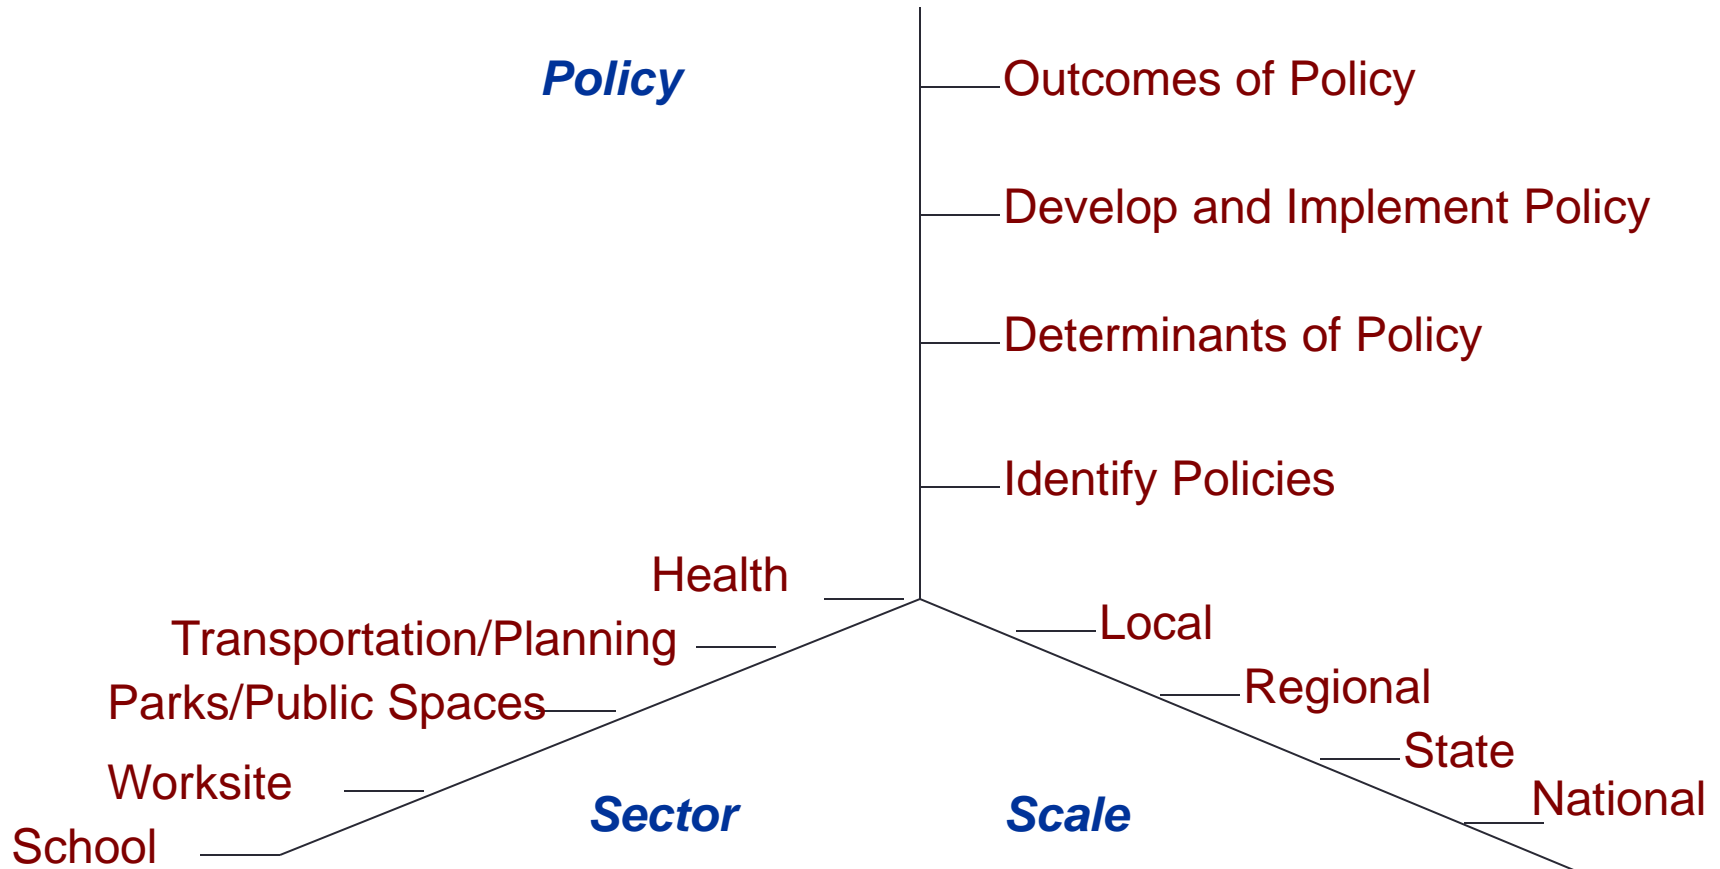 Policy
Outcomes of Policy
Develop and Implement Policy
Determinants of Policy
Identify Policies
Health
Transportation/Planning
Parks/Public Spaces
Worksite
School
Sector
Local
Regional
State
National
Scale